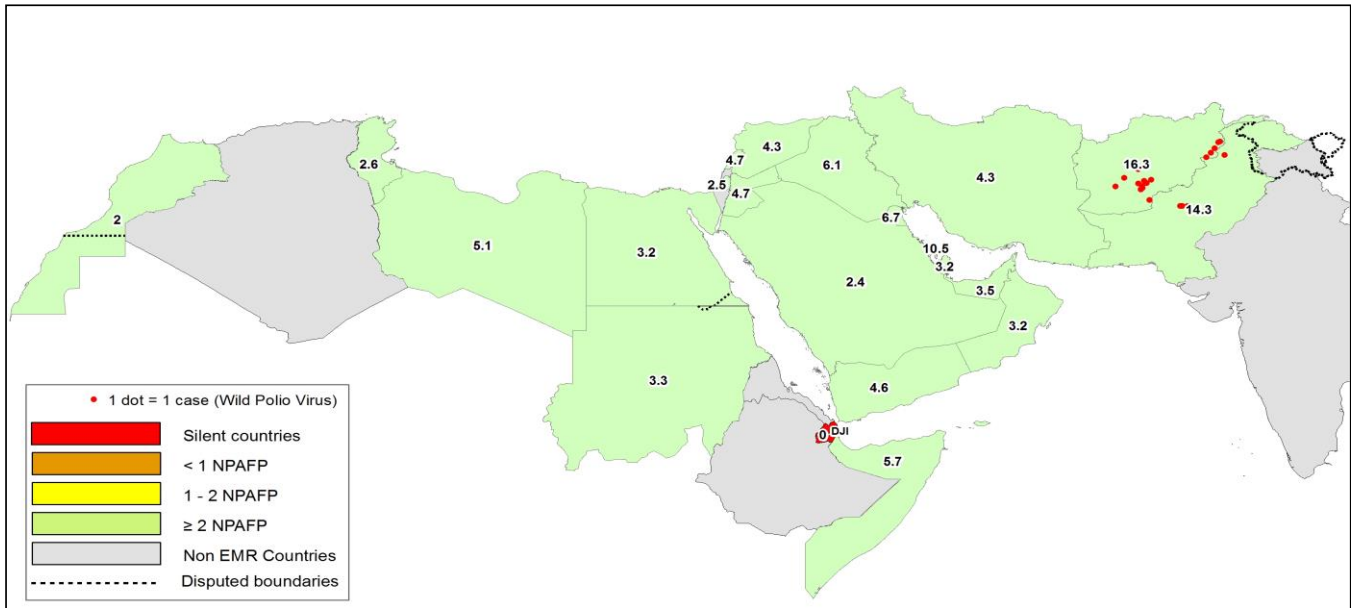 4.7
4.3
6.1
4.3
16.3
2.6
2.5
4.7
14.3
2
6.7
5.1
3.2
10.5
3.2
2.4
3.5
3.2
3.3
4.6
0
DJI
5.7
1 dot = 1 case (Wild Polio Virus)
Silent countries
< 1 NPAFP
1 - 2 NPAFP
≥ 2 NPAFP
Non EMR Countries
Disputed boundaries